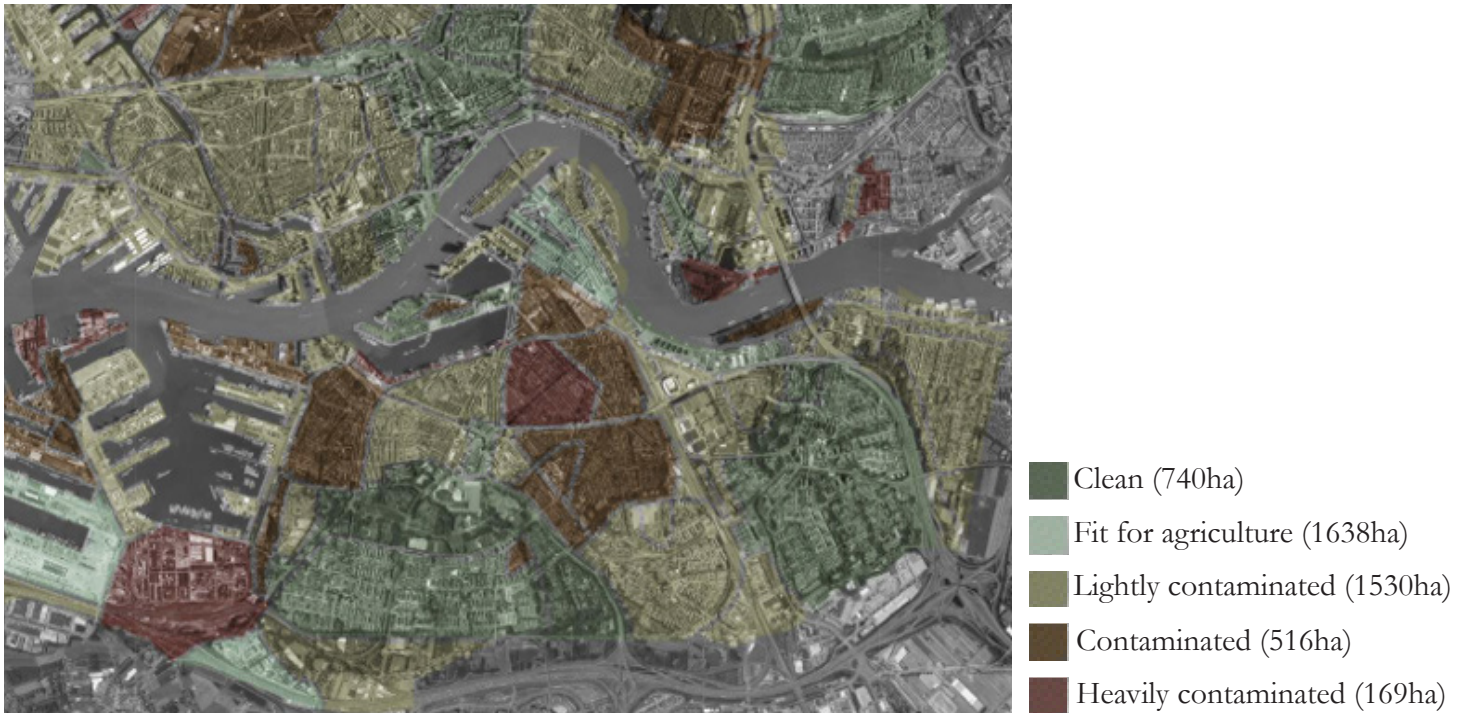 Clean (740ha)
Fit for agriculture (1638ha)
Lightly contaminated (1530ha)
Contaminated (516ha)
Heavily contaminated (169ha)